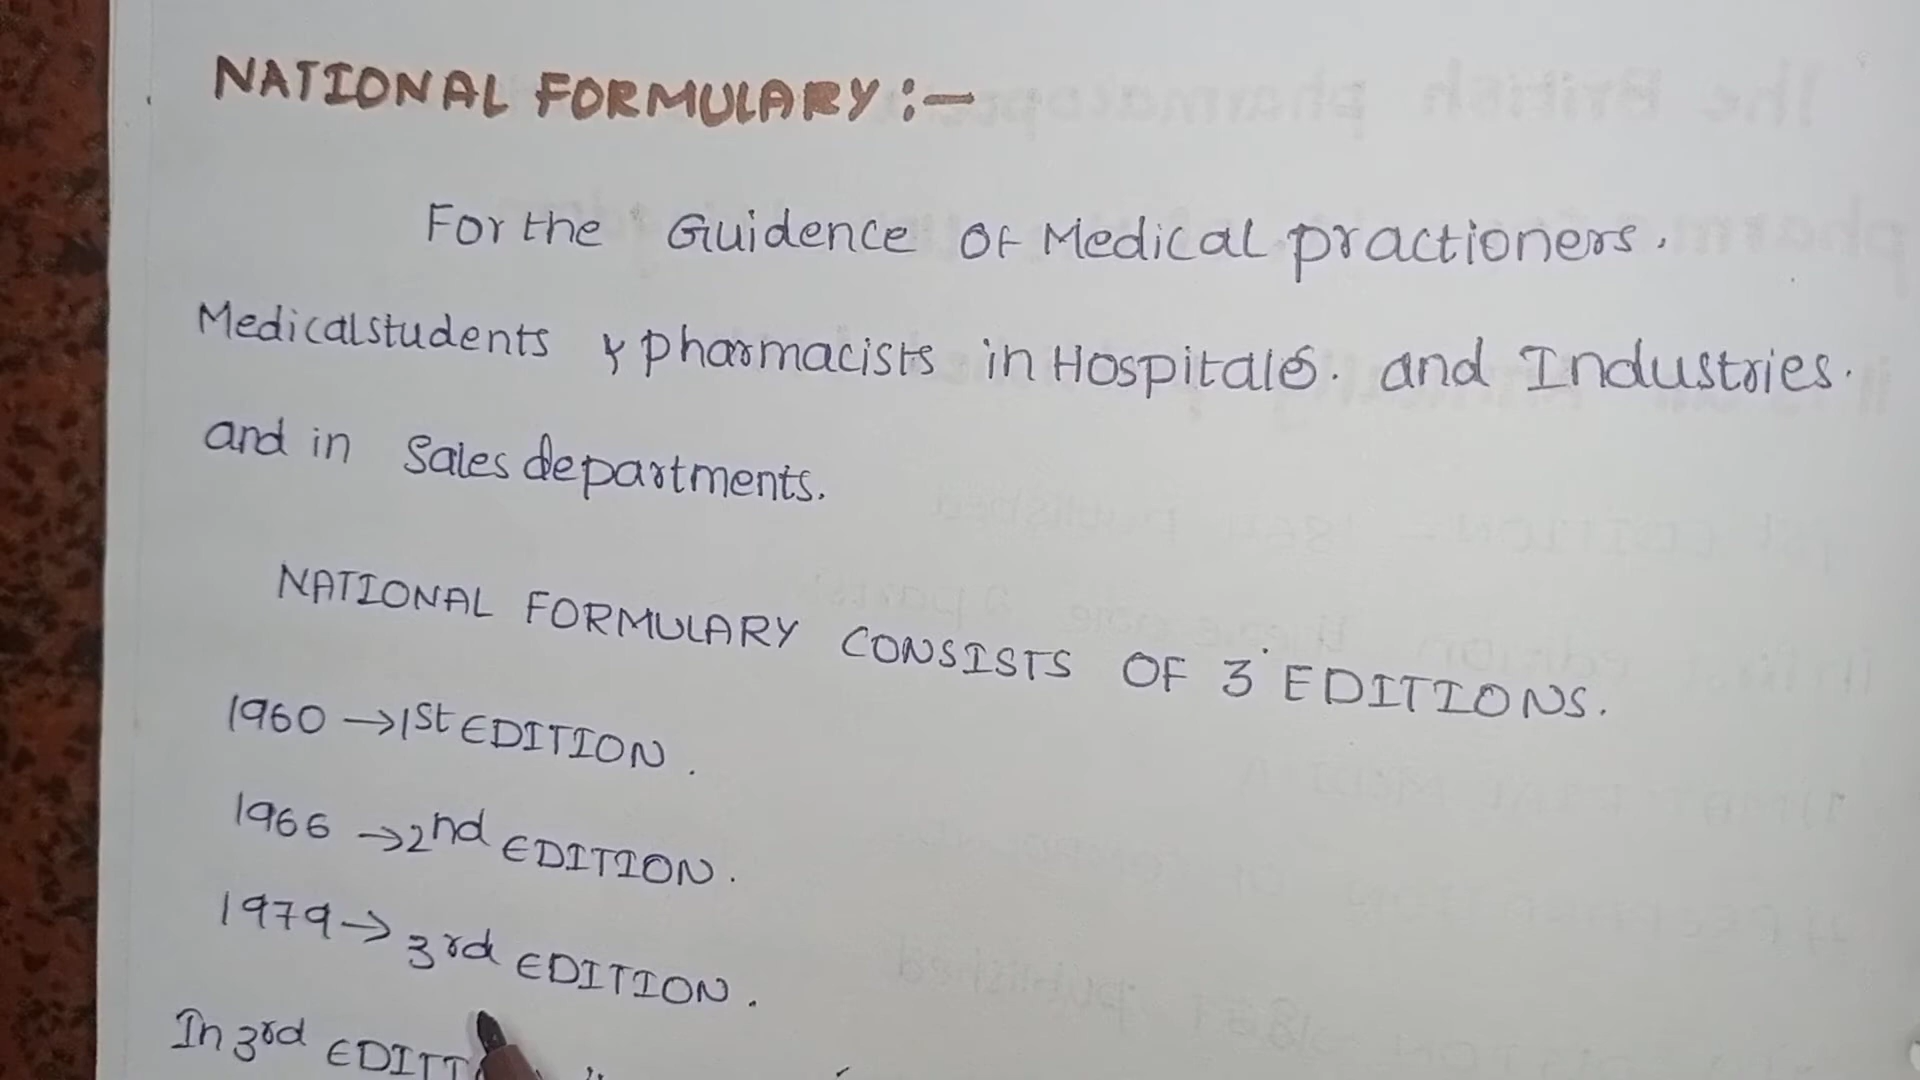 NATIONAL FORMULARY :-
For the Guidence of Medical practioners.
Medicalstudents & pharmacists in Hospitals. and Industries.
and in Sales departments.
NATIONAL FORMULARY CONSISTS OF 3 EDITIONS.
1960 →1st EDITION.
1966 →2nd EDITION.
1979→ 3rd EDITION.
In 3rd